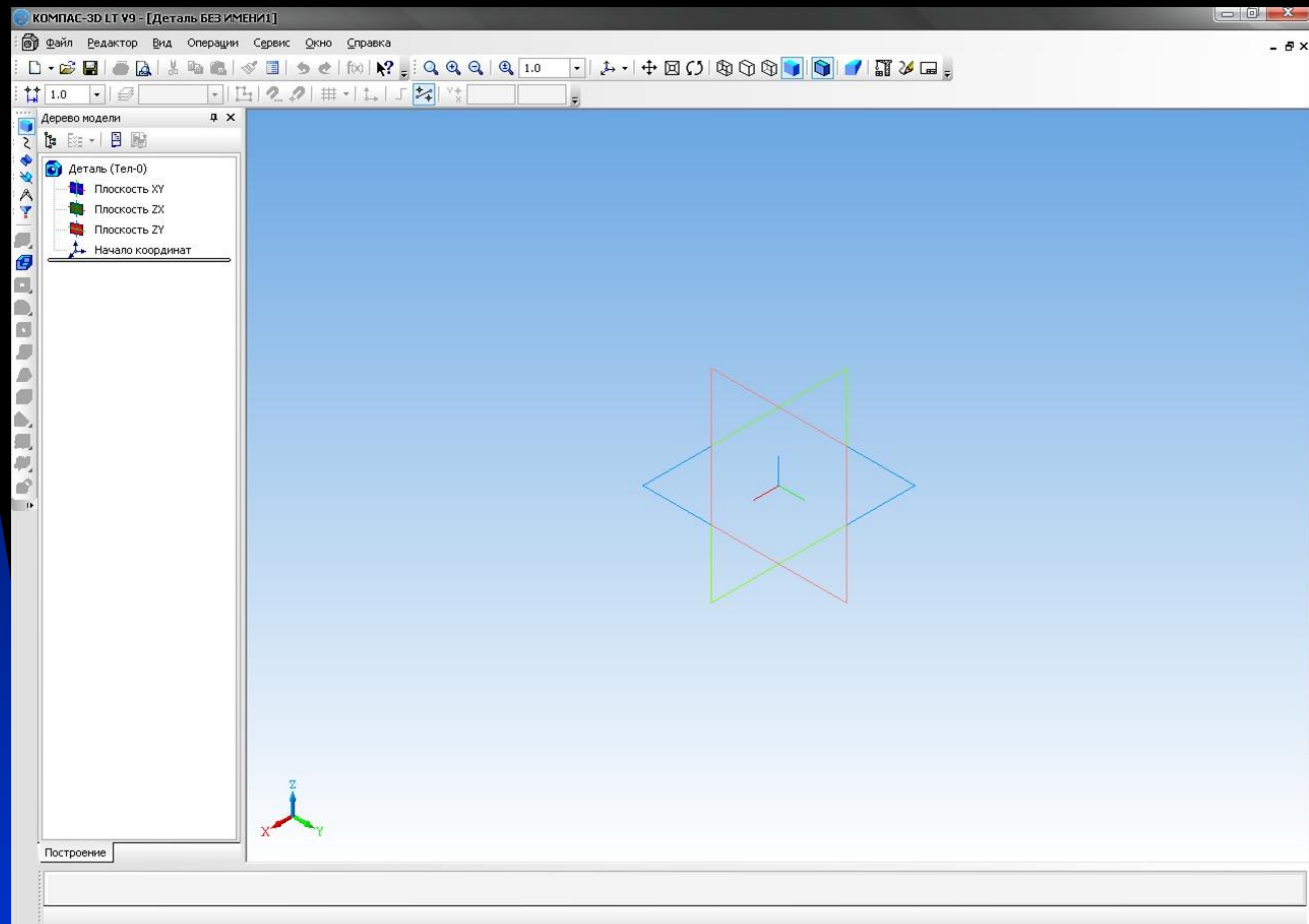 КОМПАС-3D LT V9 - [Деталь БЕЗ ИМЕНИ1]
Файл Редактор Вид Операции Сервис Окно Справка
1.0
1.0
Дерево модели
Деталь (Тел-0)
Плоскость XY
Плоскость ZX
Плоскость ZY
Начало координат
Z
X Y
Построение